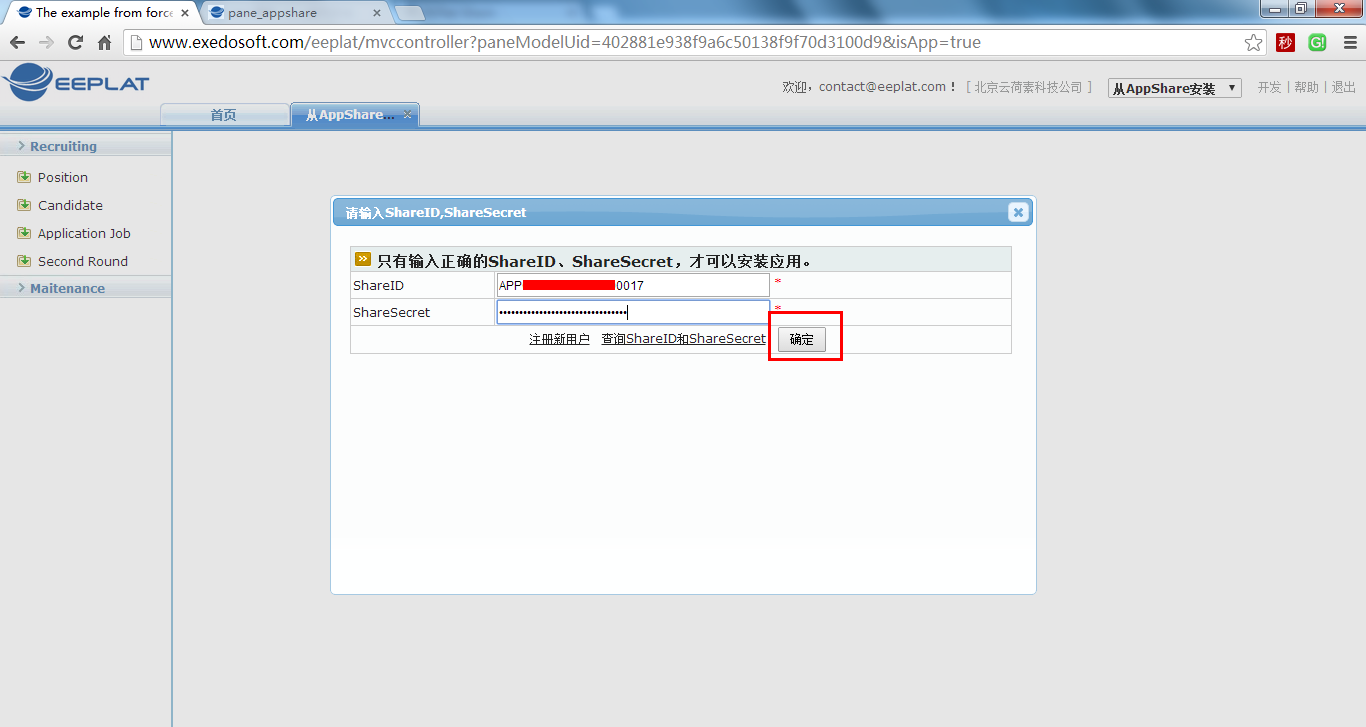 The example from force
pane_appshare
www.exedosoft.com/eeplat/mvccontroller?paneModelUid=402881e938f9a6c50138f9f70d3100d9&isApp=true
秒
G!
EEPLAT
欢迎，contact@eeplat.com！ [ 北京云荷素科技公司 ] 从AppShare安装 ▼ 开发 | 帮助 | 退出
首页
从AppShare...
Recruiting
Position
Candidate
Application Job
Second Round
Maitenance
请输入ShareID,ShareSecret
只有输入正确的ShareID、ShareSecret，才可以安装应用。
ShareID APP 0017 *
ShareSecret ******************************** *
注册新用户 查询ShareID和ShareSecret 确定